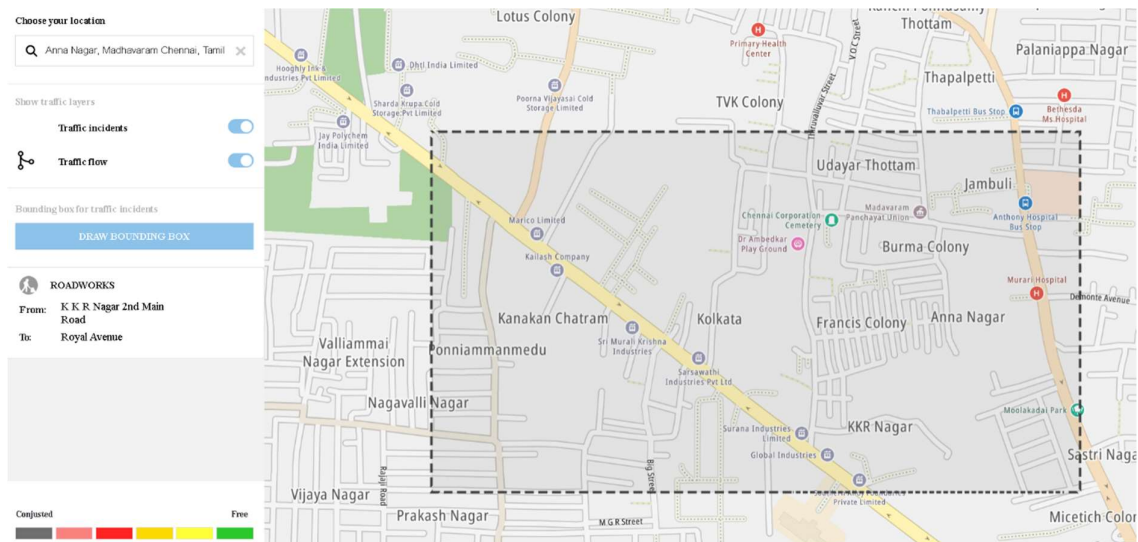 Choose your location
Anna Nagar, Madhavaram Chennai, Tamil
Show traffic layers
Traffic incidents
Traffic flow
Bounding box for traffic incidents
DRAW BOUNDING BOX
ROADWORKS
From: K K R Nagar 2nd Main
Road
To: Royal Avenue
Conjusted Free
Lotus Colony
Thottam
Primary Health
Center
V.O.C Street
Palaniappa Nagar
Hooghly Ink &
Industries Pvt Limited
Dhtl India Limited
Thapalpetti
Sharda Krupa Cold
Storage Pvt Limited
Poorna Vijayasai Cold
Storage Limited
TVK Colony
Thiruvalluvar Street
Thabalpetti Bus Stop
Bethesda
Ms.Hospital
Jay Polychem
India Limited
Udayar Thottam
Jambuli
Marico Limited
Chennai Corporation
Cemetery
Madavaram
Panchayat Union
Anthony Hospital
Bus Stop
Dr Ambedkar
Play Ground
Burma Colony
Kailash Company
Murari Hospital
Demonte Avenue
Kanakan Chatram
Kolkata
Francis Colony
Anna Nagar
Valliammai
Nagar Extension
Ponniammanmedu
Sri Murali Krishna
Industries
Sarsawathi
Industries Pvt Ltd
Nagavalli Nagar
Moolakadai Park
Surana Industries
Limited
KKR Nagar
Global Industries
Sastri Naga
Rajaji Road
Big Street
Vijaya Nagar
Private Limited
Prakash Nagar
M G R Street
Micetich Color